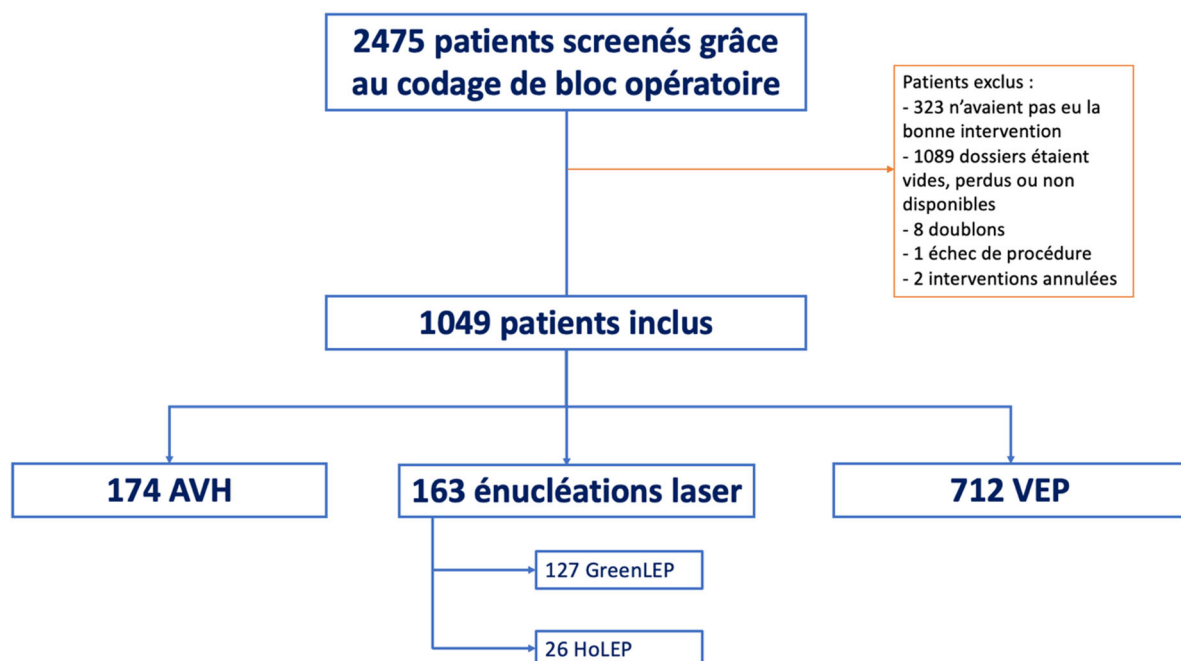 2475 patients screenés grâce
au codage de bloc opératoire
Patients exclus :
- 323 n'avaient pas eu la
bonne intervention
- 1089 dossiers étaient
vides, perdus ou non
disponibles
- 8 doublons
- 1 échec de procédure
- 2 interventions annulées
1049 patients inclus
174 AVH
163 énucléations laser
712 VEP
127 GreenLEP
26 HoLEP